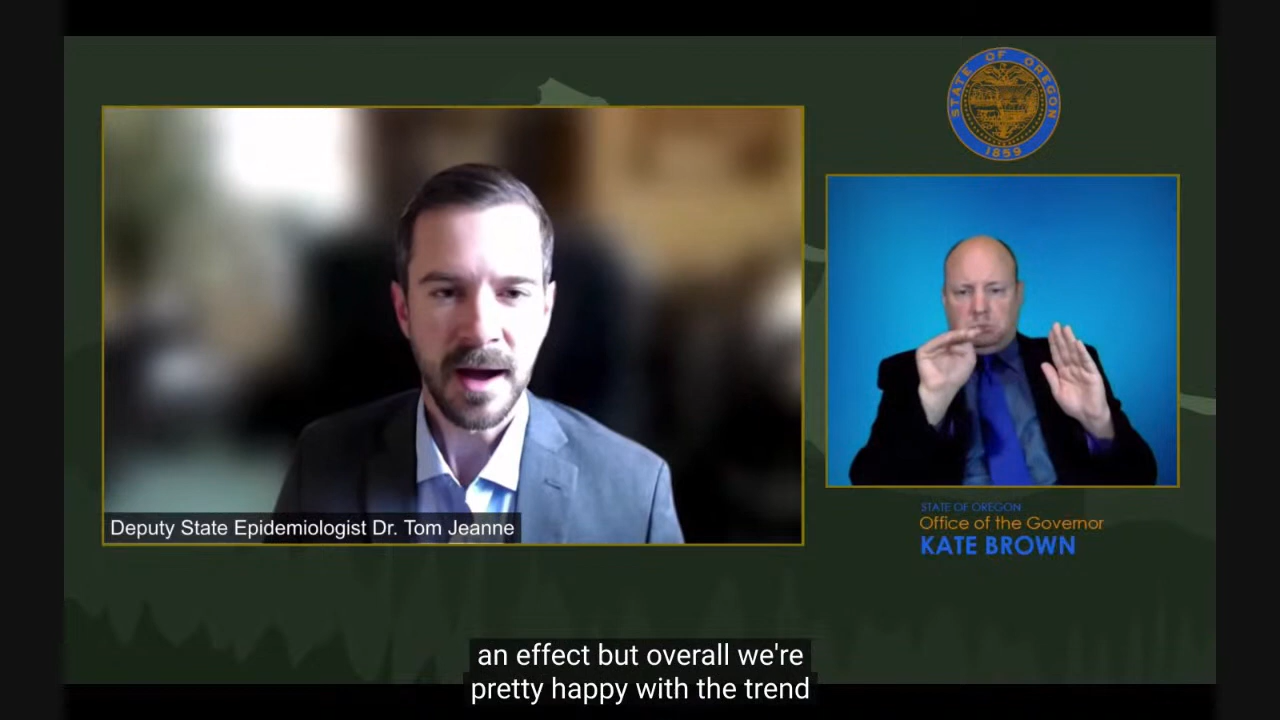 STATE OF OREGON
1859
Deputy State Epidemiologist Dr. Tom Jeanne
STATE OF OREGON
Office of the Governor
KATE BROWN
an effect but overall we're
pretty happy with the trend